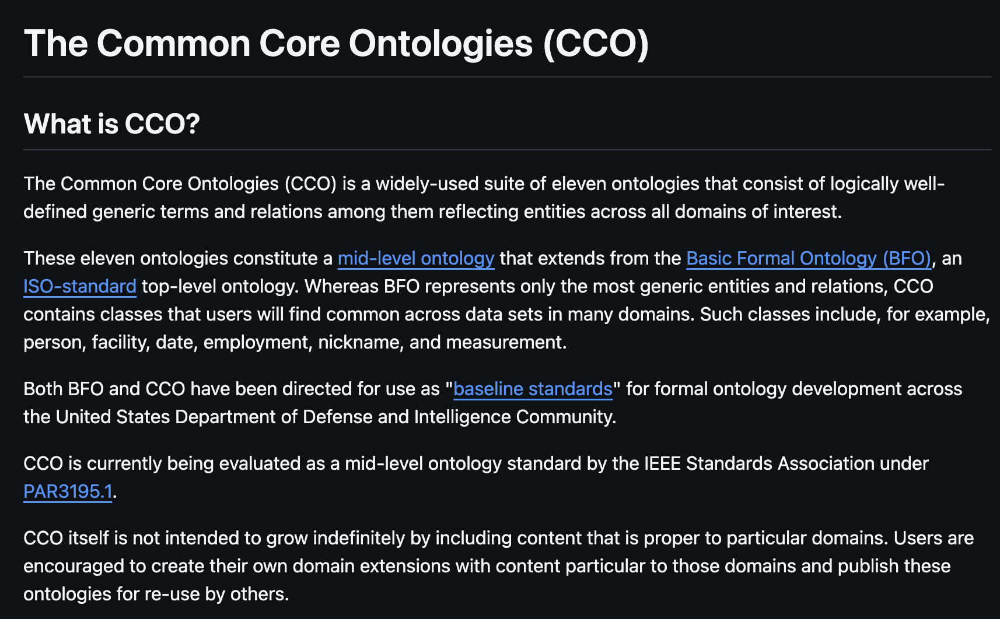 The Common Core Ontologies (CCO)
What is CCO?
The Common Core Ontologies (CCO) is a widely-used suite of eleven ontologies that consist of logically well-
defined generic terms and relations among them reflecting entities across all domains of interest.
These eleven ontologies constitute a mid-level ontology that extends from the Basic Formal Ontology (BFO), an
ISO-standard top-level ontology. Whereas BFO represents only the most generic entities and relations, CCO
contains classes that users will find common across data sets in many domains. Such classes include, for example,
person, facility, date, employment, nickname, and measurement.
Both BFO and CCO have been directed for use as "baseline standards" for formal ontology development across
the United States Department of Defense and Intelligence Community.
CCO is currently being evaluated as a mid-level ontology standard by the IEEE Standards Association under
PAR3195.1.
CCO itself is not intended to grow indefinitely by including content that is proper to particular domains. Users are
encouraged to create their own domain extensions with content particular to those domains and publish these
ontologies for re-use by others.